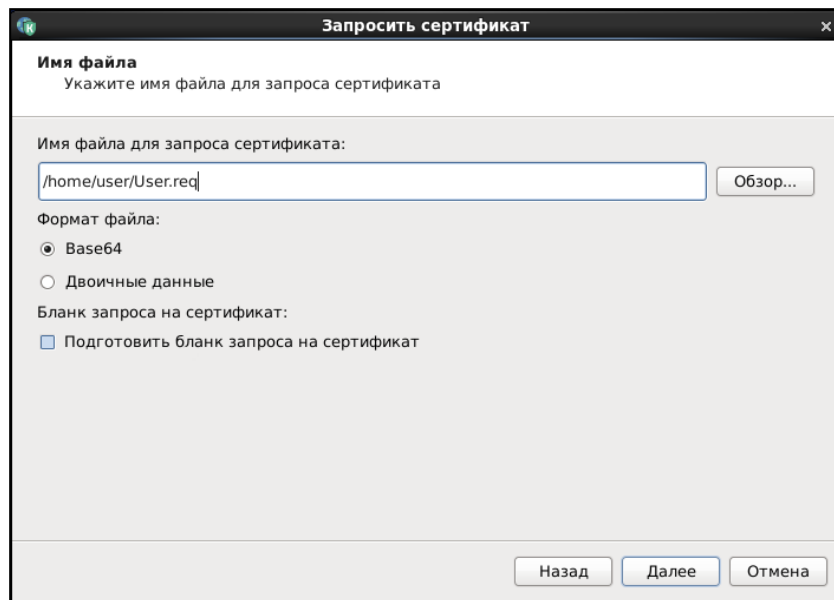 Запросить сертификат
Имя файла
Укажите имя файла для запроса сертификата
Имя файла для запроса сертификата:
/home/user/User.req
Обзор...
Формат файла:
Base64
Двоичные данные
Бланк запроса на сертификат:
Подготовить бланк запроса на сертификат
Назад Далее Отмена